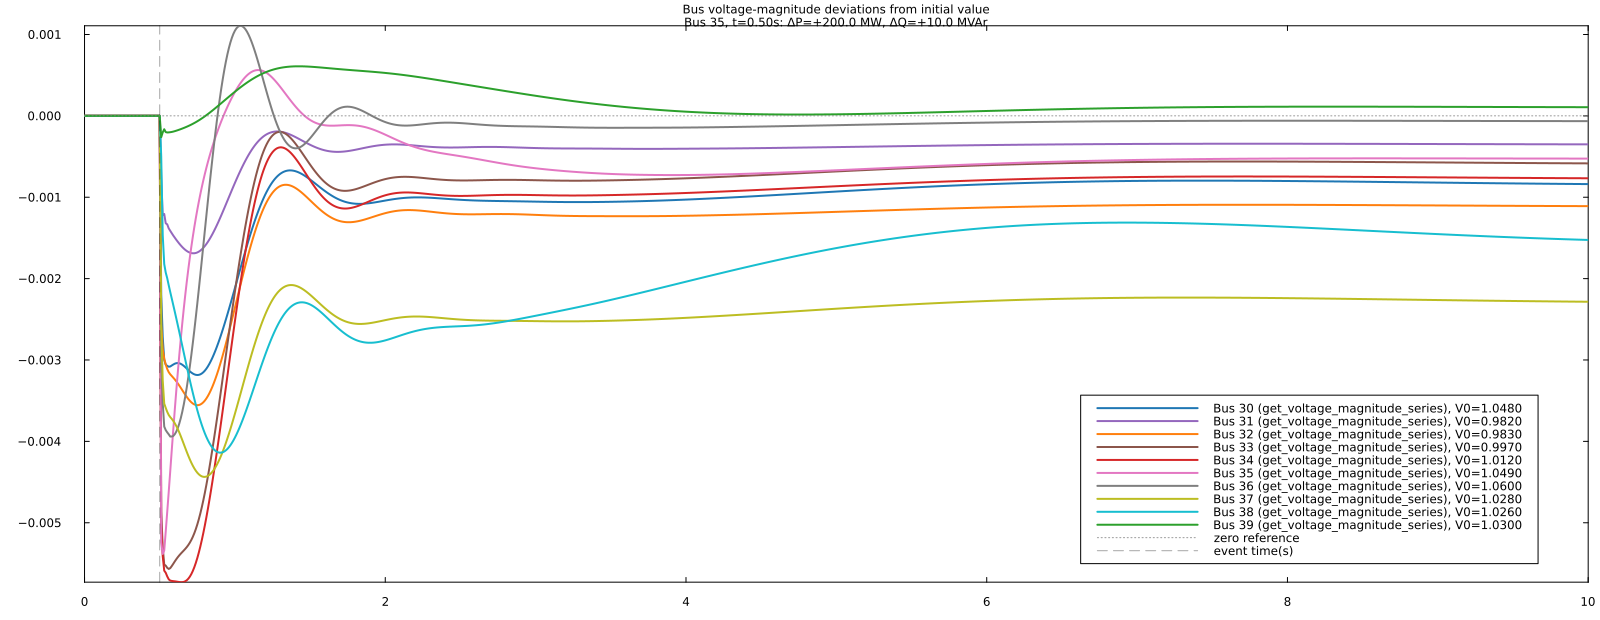 Bus voltage-magnitude deviations from initial value
Bus 35, t=0.50s: ΔP=+200.0 MW, ΔQ=+10.0 MVAr
0.001
0.000
−0.001
−0.002
−0.003
−0.004
−0.005
0
2
4
6
8
10
Bus 30 (get_voltage_magnitude_series), V0=1.0480
Bus 31 (get_voltage_magnitude_series), V0=0.9820
Bus 32 (get_voltage_magnitude_series), V0=0.9830
Bus 33 (get_voltage_magnitude_series), V0=0.9970
Bus 34 (get_voltage_magnitude_series), V0=1.0120
Bus 35 (get_voltage_magnitude_series), V0=1.0490
Bus 36 (get_voltage_magnitude_series), V0=1.0600
Bus 37 (get_voltage_magnitude_series), V0=1.0280
Bus 38 (get_voltage_magnitude_series), V0=1.0260
Bus 39 (get_voltage_magnitude_series), V0=1.0300
zero reference
event time(s)